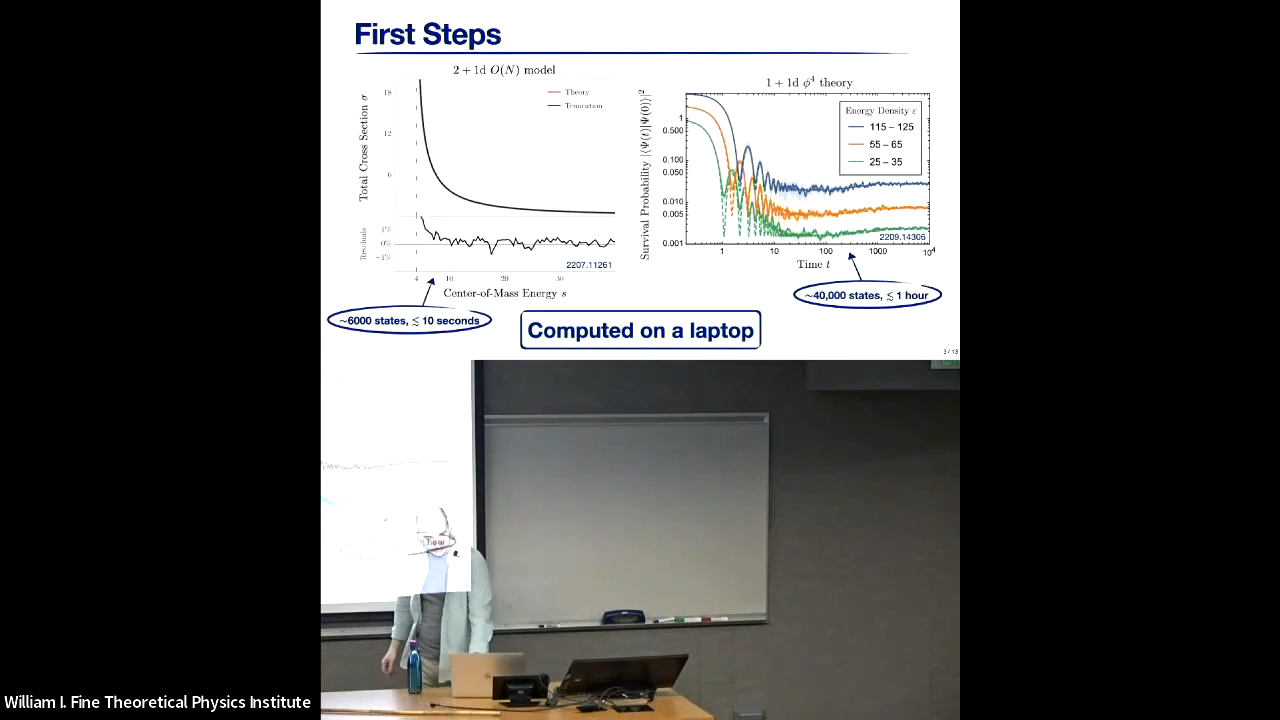 First Steps
2 + 1d O(N) model
Total Cross Section σ
18
12
6
Theory
Truncation
Residuals
1%
0%
−1%
2207.11261
4
10
20
30
Center-of-Mass Energy s
~6000 states, ≲ 10 seconds
1 + 1d ϕ⁴ theory
Survival Probability |⟨Ψ(t)|Ψ(0)⟩|²
1
0.500
0.100
0.050
0.010
0.005
0.001
Energy Density ε
115 – 125
55 – 65
25 – 35
2209.14306
1
10
100
1000
10⁴
Time t
~40,000 states, ≲ 1 hour
Computed on a laptop
3 / 13
hour
William I. Fine Theoretical Physics Institute